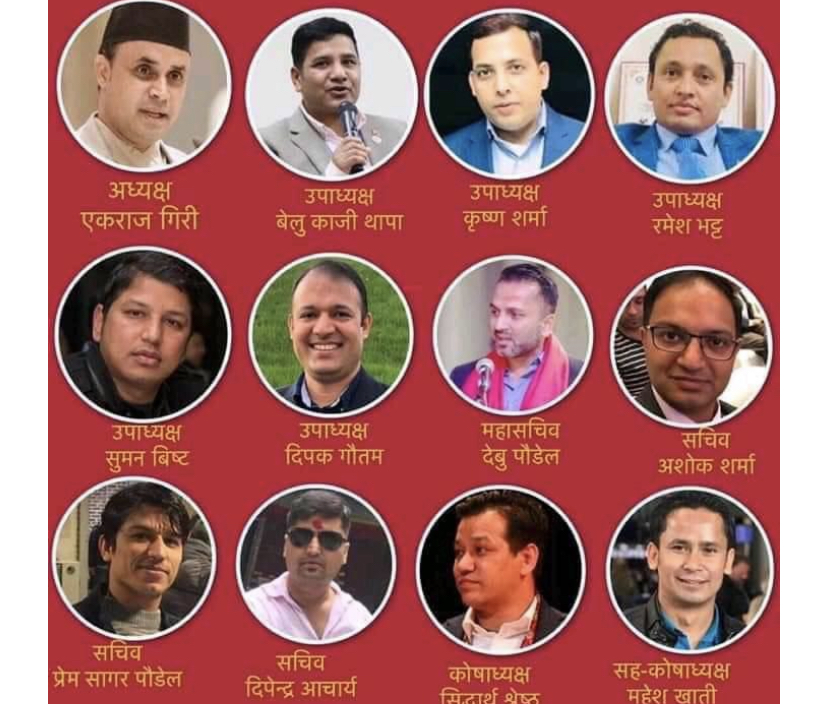 अध्यक्ष
एकराज गिरी
उपाध्यक्ष
बेलु काजी थापा
उपाध्यक्ष
कृष्ण शर्मा
उपाध्यक्ष
रमेश भट्ट
उपाध्यक्ष
सुमन बिष्ट
उपाध्यक्ष
दिपक गौतम
महासचिव
देबु पौडेल
सचिव
अशोक शर्मा
सचिव
प्रेम सागर पौडेल
सचिव
दिपेन्द्र आचार्य
कोषाध्यक्ष
सिद्धार्थ श्रेष्ठ
सह-कोषाध्यक्ष
महेश खाती